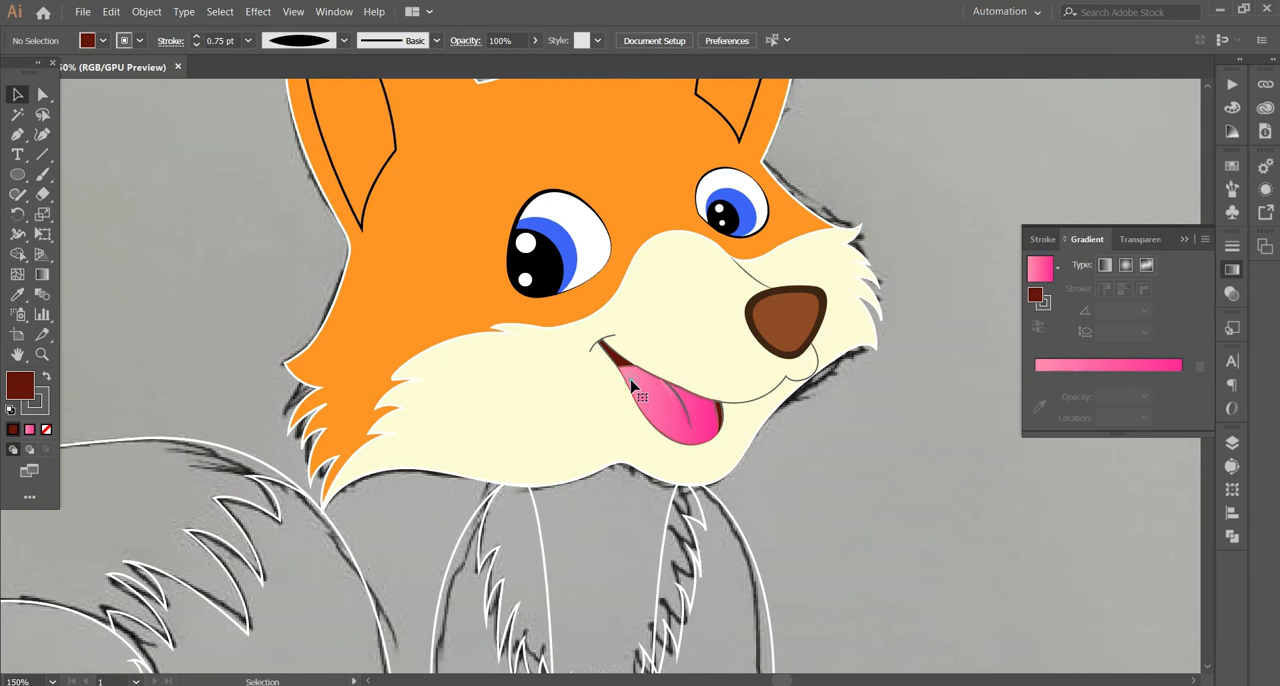 Ai File Edit Object Type Select Effect View Window Help Automation Search Adobe Stock
No Selection Stroke: 0.75 pt Basic Opacity: 100% Style: Document Setup Preferences
50% (RGB/GPU Preview) ×
Stroke Gradient Transparen
Type:
Stroke:
Opacity:
Location:
150% 1 Selection